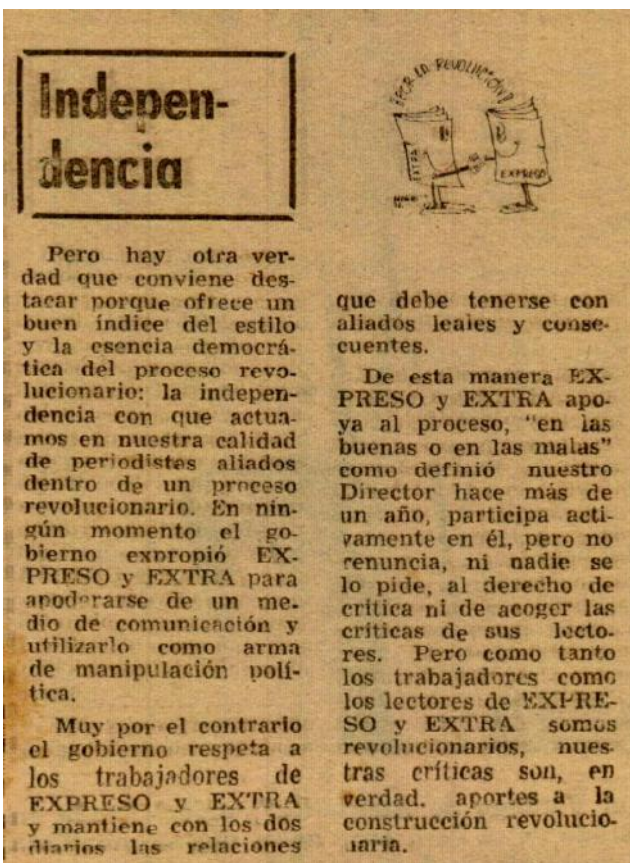 Indepen-
dencia
Pero hay otra ver-
dad que conviene des-
tacar porque ofrece un
buen índice del estilo
y la esencia democrá-
tica del proceso revo-
lucionario: la indepen-
dencia con que actua-
mos en nuestra calidad
de periodistas aliados
dentro de un proceso
revolucionario. En nin-
gún momento el go-
bierno expropió EX-
PRESO y EXTRA para
apoderarse de un me-
dio de comunicación y
utilizarlo como arma
de manipulación polí-
tica.
Muy por el contrario
el gobierno respeta a
los trabajadores de
EXPRESO y EXTRA
y mantiene con los dos
diarios las relaciones
POR LA REVOLUCIÓN
EXTRA
EXPRESO
que debe tenerse con
aliados leales y conse-
cuentes.
De esta manera EX-
PRESO y EXTRA apo-
ya al proceso, "en las
buenas o en las malas"
como definió nuestro
Director hace más de
un año, participa acti-
vamente en él, pero no
renuncia, ni nadie se
lo pide, al derecho de
crítica ni de acoger las
críticas de sus lecto-
res. Pero como tanto
los trabajadores como
los lectores de EXPRE-
SO y EXTRA somos
revolucionarios, nues-
tras críticas son, en
verdad. aportes a la
construcción revolucio-
naria.